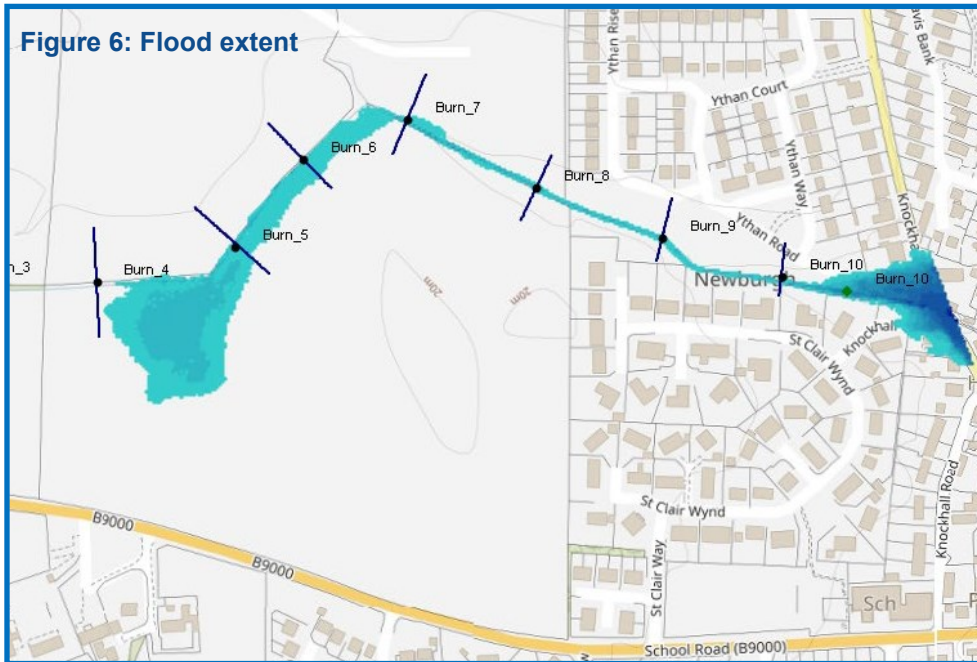 Figure 6: Flood extent
Ythan Rise
avis Bank
Ythan Court
Burn_7
Burn_6
Ythan Way
Burn_8
Knockha
Burn_5
Burn_9
Ythan Road
n_3
Burn_4
Burn_10
Newburgh
Burn_10
20m
20m
Knockhall
St Clair Wynd
St Clair Wynd
B9000
B9000
St Clair Way
Knockhall Road
Sch
P
School Road (B9000)